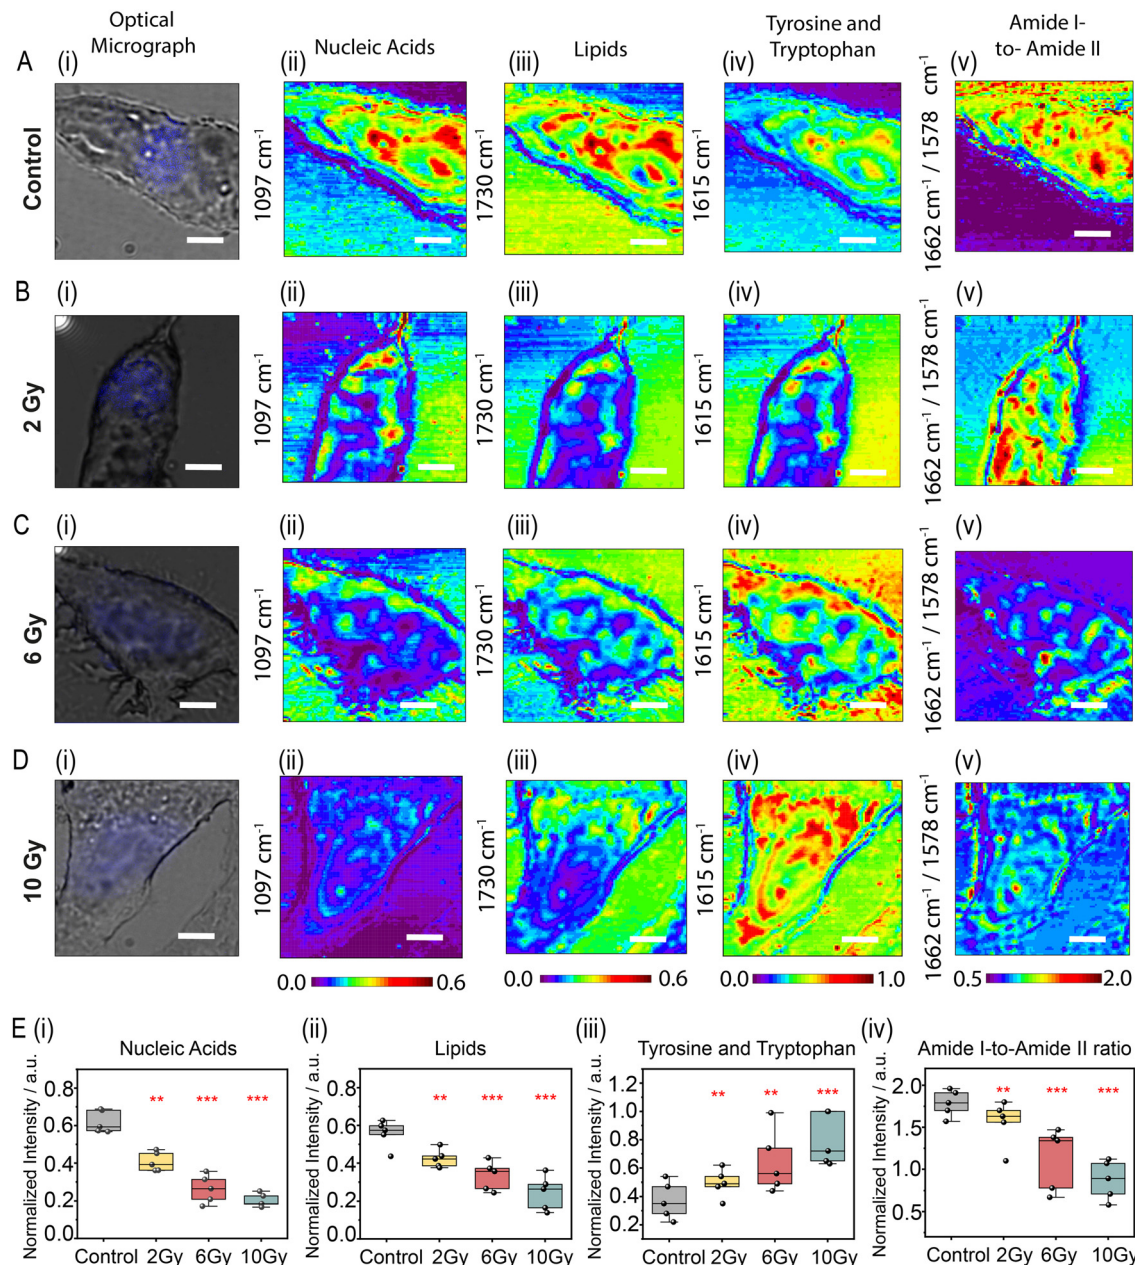 Optical
Micrograph
Nucleic Acids
Lipids
Tyrosine and
Tryptophan
Amide I-
to- Amide II
A (i) (ii) (iii) (iv) (v)
Control
1097 cm⁻¹
1730 cm⁻¹
1615 cm⁻¹
1662 cm⁻¹ / 1578 cm⁻¹
B (i) (ii) (iii) (iv) (v)
2 Gy
1097 cm⁻¹
1730 cm⁻¹
1615 cm⁻¹
1662 cm⁻¹ / 1578 cm⁻¹
C (i) (ii) (iii) (iv) (v)
6 Gy
1097 cm⁻¹
1730 cm⁻¹
1615 cm⁻¹
1662 cm⁻¹ / 1578 cm⁻¹
D (i) (ii) (iii) (iv) (v)
10 Gy
1097 cm⁻¹
1730 cm⁻¹
1615 cm⁻¹
1662 cm⁻¹ / 1578 cm⁻¹
0.0 0.6
0.0 0.6
0.0 1.0
0.5 2.0
E (i) (ii) (iii) (iv)
Nucleic Acids
Normalized Intensity / a.u.
0.8
0.6
0.4
0.2
0.0
** *** ***
Control 2Gy 6Gy 10Gy
Lipids
Normalized Intensity / a.u.
0.8
0.6
0.4
0.2
0.0
** *** ***
Control 2Gy 6Gy 10Gy
Tyrosine and Tryptophan
Normalized Intensity / a.u.
1.2
1.0
0.8
0.6
0.4
0.2
** ** ***
Control 2Gy 6Gy 10Gy
Amide I-to-Amide II ratio
Normalized Intensity / a.u.
2.0
1.5
1.0
0.5
** *** ***
Control 2Gy 6Gy 10Gy